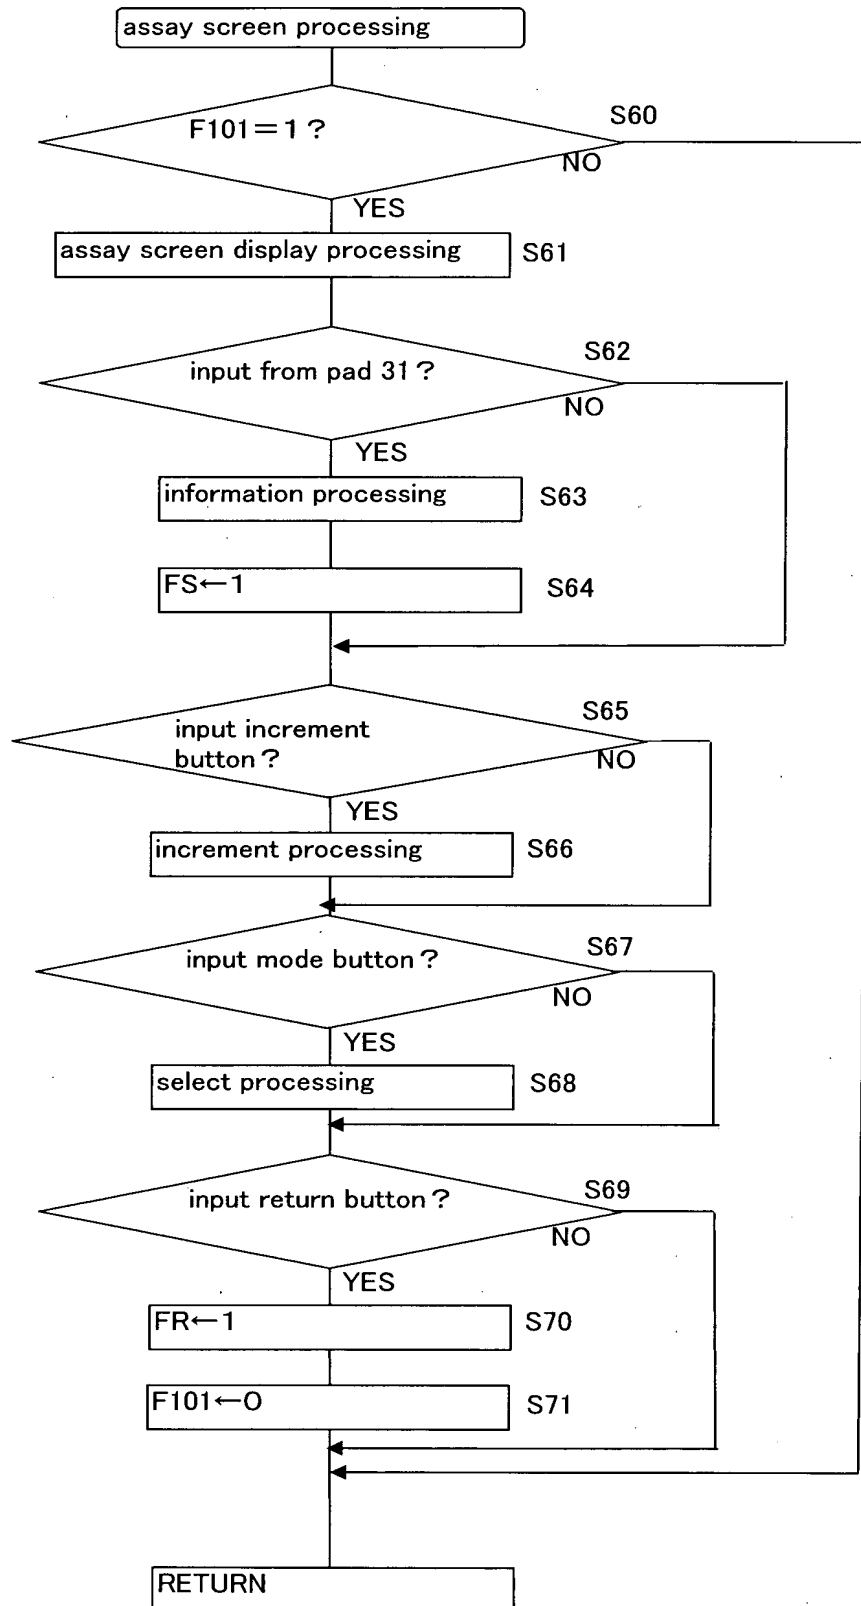 assay screen processing
F101＝1？
S60
NO
YES
assay screen display processing
S61
input from pad 31？
S62
NO
YES
information processing
S63
FS←1
S64
input increment
button？
S65
NO
YES
increment processing
S66
input mode button？
S67
NO
YES
select processing
S68
input return button？
S69
NO
YES
FR←1
S70
F101←O
S71
RETURN